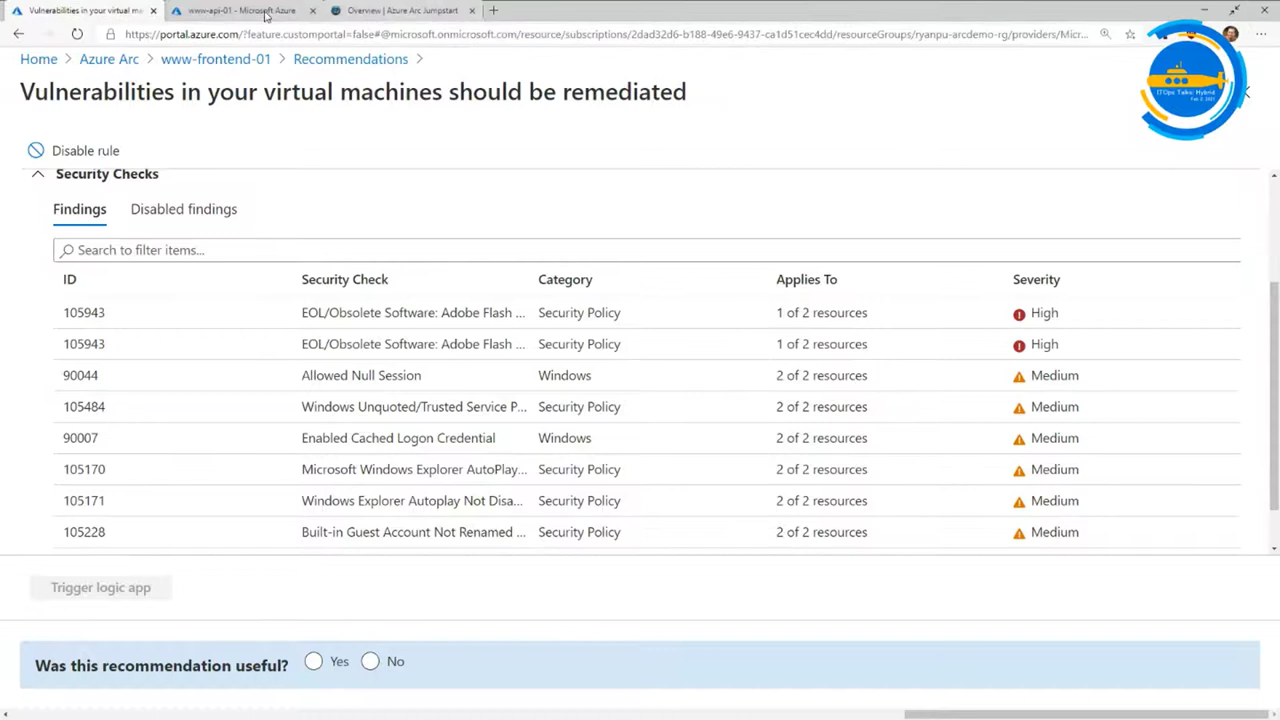 Vulnerabilities in your virtual ma
www-api-01 - Microsoft Azure
Overview | Azure Arc Jumpstart
https://portal.azure.com/?feature.customportal=false#@microsoft.onmicrosoft.com/resource/subscriptions/2dad32d6-b188-49e6-9437-ca1d51cec4dd/resourceGroups/ryanpu-arcdemo-rg/providers/Micr...
Home > Azure Arc > www-frontend-01 > Recommendations >
Vulnerabilities in your virtual machines should be remediated
ITOps Talks: Hybrid
Feb 2, 2021
Disable rule
Security Checks
Findings Disabled findings
Search to filter items...
ID Security Check Category Applies To Severity
105943 EOL/Obsolete Software: Adobe Flash ... Security Policy 1 of 2 resources High
105943 EOL/Obsolete Software: Adobe Flash ... Security Policy 1 of 2 resources High
90044 Allowed Null Session Windows 2 of 2 resources Medium
105484 Windows Unquoted/Trusted Service P... Security Policy 2 of 2 resources Medium
90007 Enabled Cached Logon Credential Windows 2 of 2 resources Medium
105170 Microsoft Windows Explorer AutoPlay... Security Policy 2 of 2 resources Medium
105171 Windows Explorer Autoplay Not Disa... Security Policy 2 of 2 resources Medium
105228 Built-in Guest Account Not Renamed ... Security Policy 2 of 2 resources Medium
Trigger logic app
Was this recommendation useful? Yes No